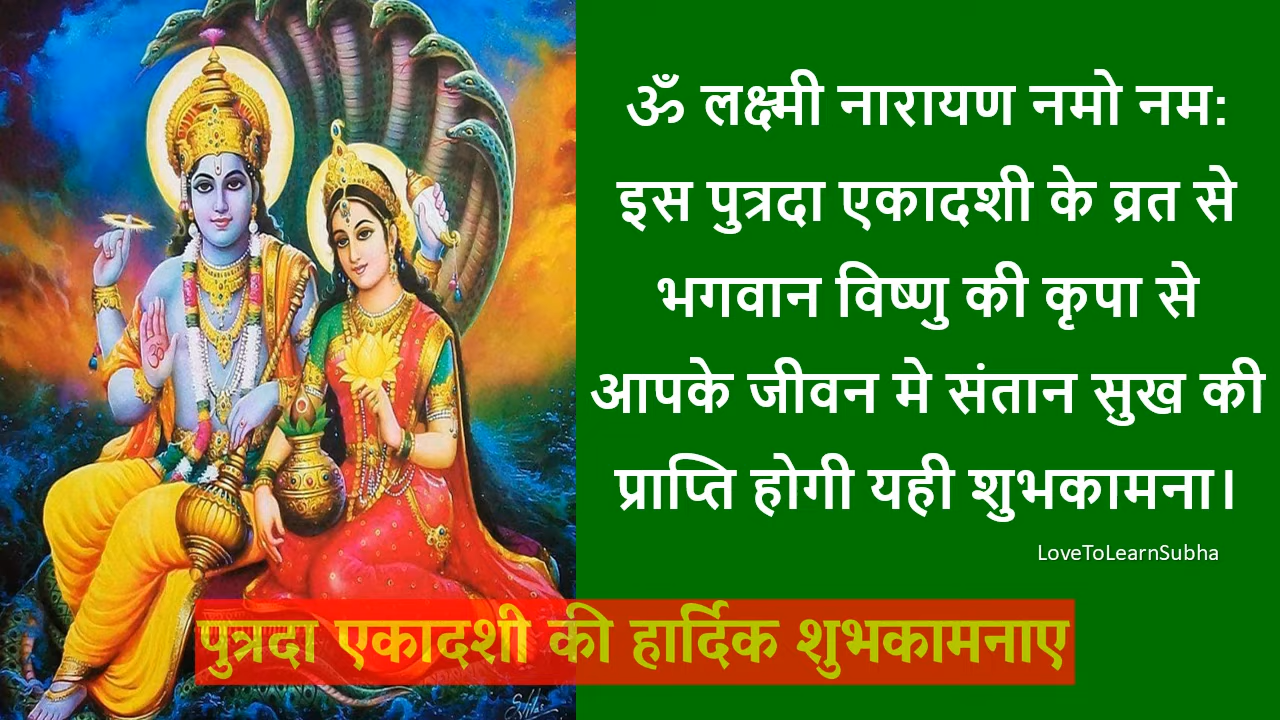 ॐ लक्ष्मी नारायण नमो नम:
इस पुत्रदा एकादशी के व्रत से
भगवान विष्णु की कृपा से
आपके जीवन मे संतान सुख की
प्राप्ति होगी यही शुभकामना।
LoveToLearnSubha
पुत्रदा एकादशी की हार्दिक शुभकामनाए